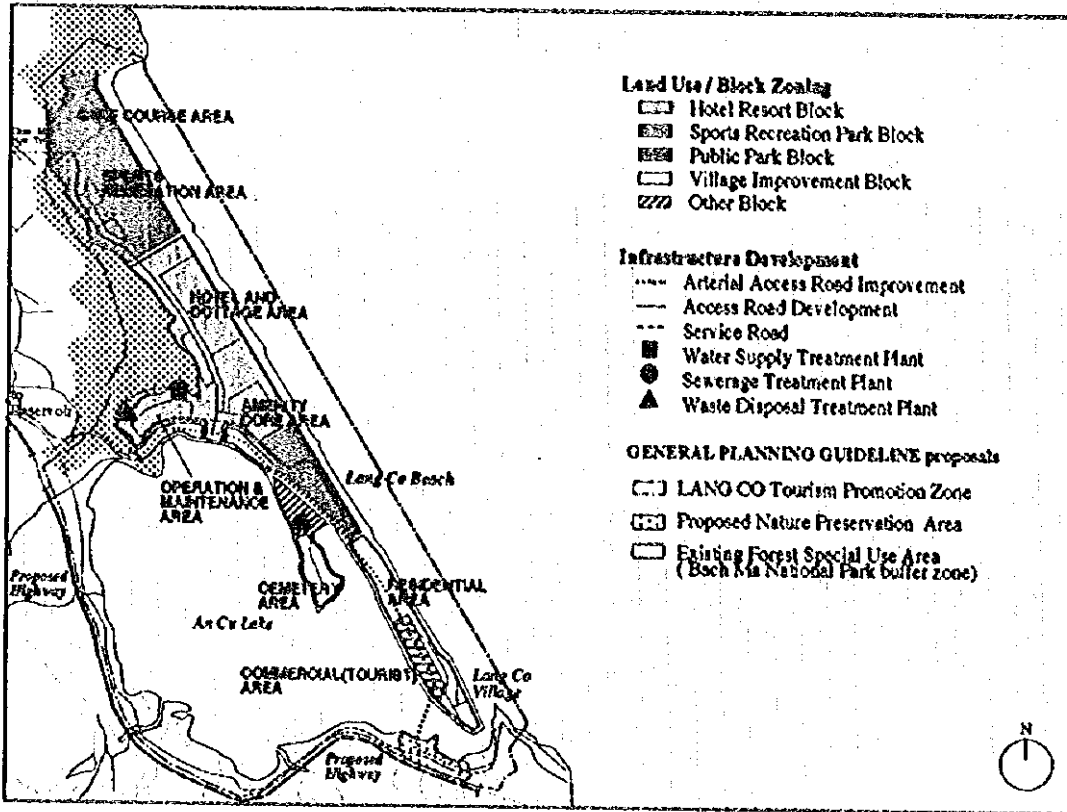 COURSE AREA
AREA
HOTEL AND
COTTAGE AREA
Reservoir
AMENITY
CORE AREA
Lang Co Beach
OPERATION &
MAINTENANCE
AREA
Proposed
Highway
CEMETERY
AREA
RESIDENTIAL
AREA
An Cu Lake
COMMERCIAL(TOURIST)
AREA
Lang Co
Village
Proposed
Highway
Land Use / Block Zoning
Hotel Resort Block
Sports Recreation Park Block
Public Park Block
Village Improvement Block
Other Block
Infrastructure Development
Arterial Access Road Improvement
Access Road Development
Service Road
Water Supply Treatment Plant
Sewerage Treatment Plant
Waste Disposal Treatment Plant
GENERAL PLANNING GUIDELINE proposals
LANG CO Tourism Promotion Zone
Proposed Nature Preservation Area
Existing Forest Special Use Area
( Bach Ma National Park buffer zone)
N